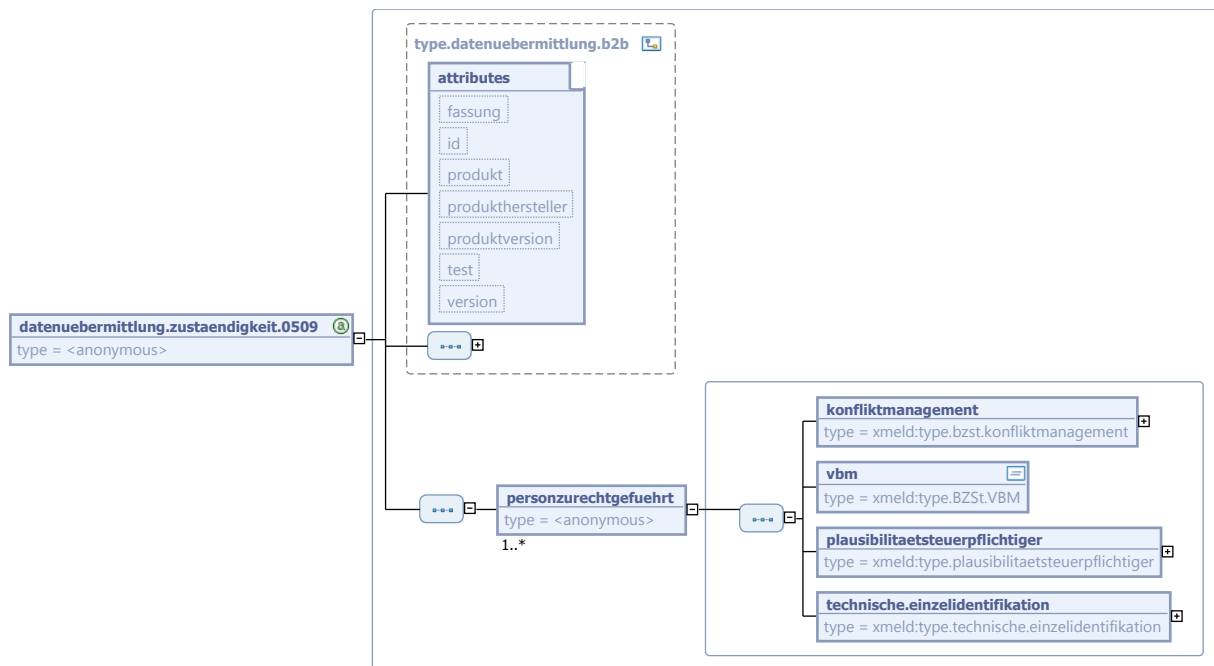 type.datenuebermittlung.b2b
attributes
fassung
id
produkt
produkthersteller
produktversion
test
version
datenuebermittlung.zustaendigkeit.0509 a
type = <anonymous>
personzurechtgefuehrt
type = <anonymous>
1..*
konfliktmanagement
type = xmeld:type.bzst.konfliktmanagement
vbm
type = xmeld:type.BZSt.VBM
plausibilitaetsteuerpflichtiger
type = xmeld:type.plausibilitaetsteuerpflichtiger
technische.einzelidentifikation
type = xmeld:type.technische.einzelidentifikation